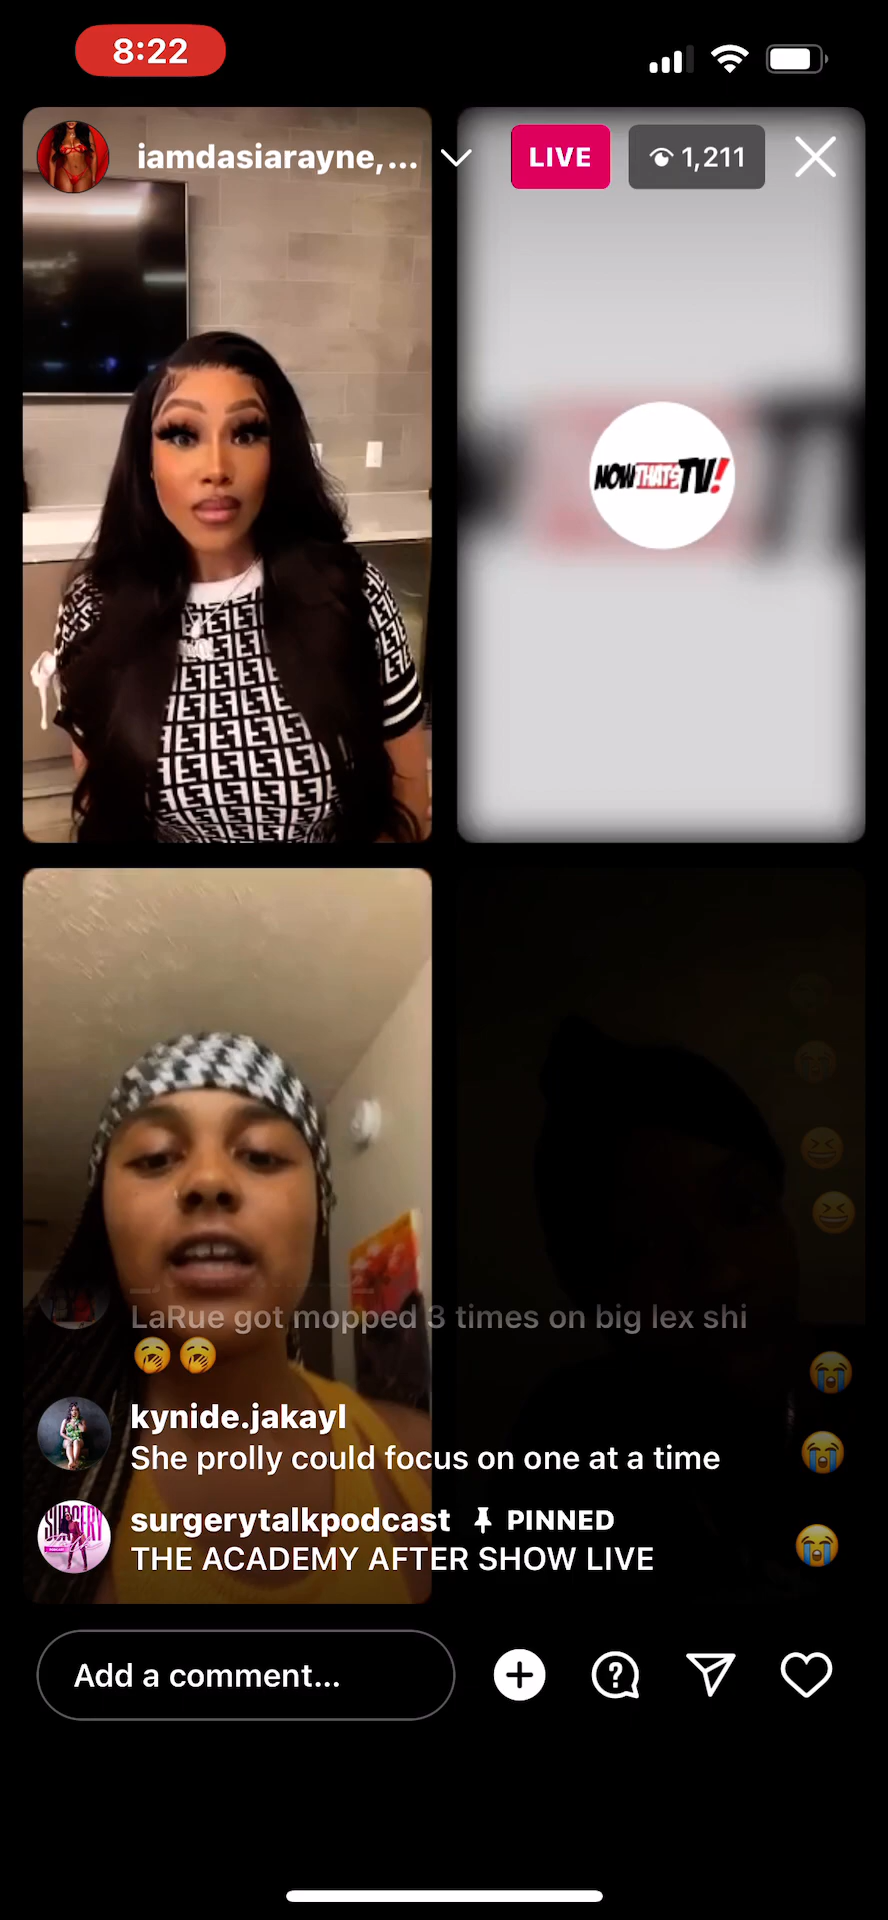 8:22
iamdasiarayne,...
LIVE
1,211
NOW THAT'S TV!
LaRue got mopped 3 times on big lex shi
🥱🥱
kynide.jakayl
She prolly could focus on one at a time
surgerytalkpodcast PINNED
THE ACADEMY AFTER SHOW LIVE
Add a comment...